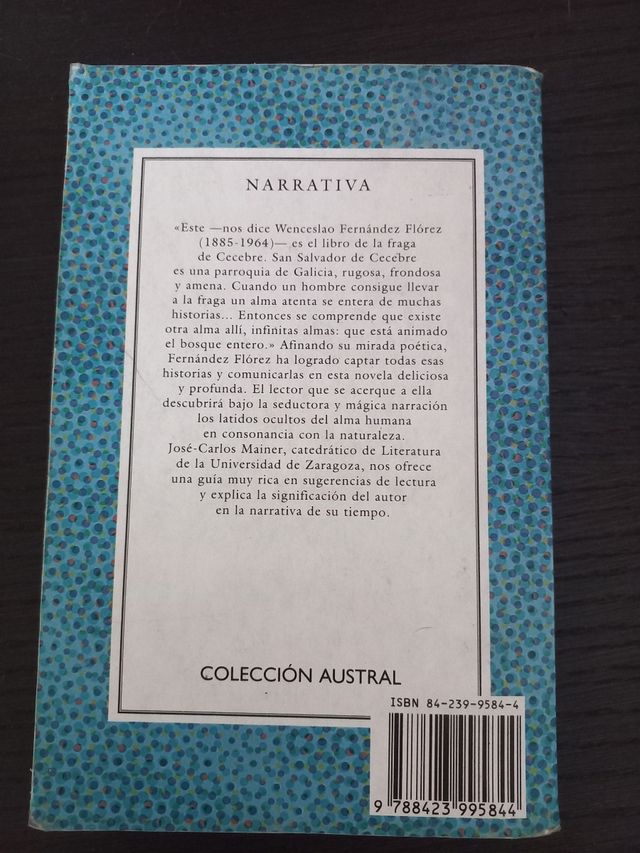 NARRATIVA
«Este —nos dice Wenceslao Fernández Flórez
(1885-1964)— es el libro de la fraga
de Cecebre. San Salvador de Cecebre
es una parroquia de Galicia, rugosa, frondosa
y amena. Cuando un hombre consigue llevar
a la fraga un alma atenta se entera de muchas
historias... Entonces se comprende que existe
otra alma allí, infinitas almas: que está animado
el bosque entero.» Afinando su mirada poética,
Fernández Flórez ha logrado captar todas esas
historias y comunicarlas en esta novela deliciosa
y profunda. El lector que se acerque a ella
descubrirá bajo la seductora y mágica narración
los latidos ocultos del alma humana
en consonancia con la naturaleza.
José-Carlos Mainer, catedrático de Literatura
de la Universidad de Zaragoza, nos ofrece
una guía muy rica en sugerencias de lectura
y explica la significación del autor
en la narrativa de su tiempo.
COLECCIÓN AUSTRAL
ISBN 84-239-9584-4
9 788423 995844